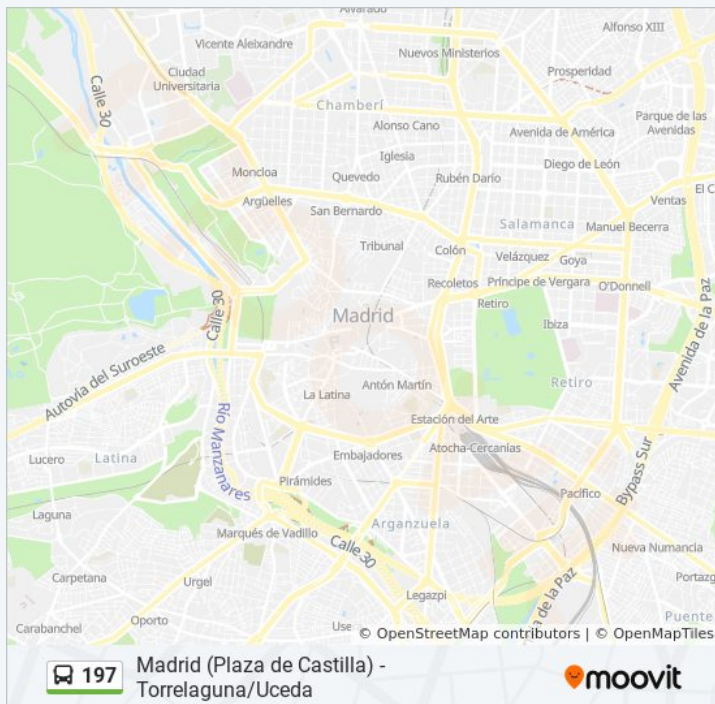 Alvarado
Alfonso XIII
Vicente Aleixandre
Nuevos Ministerios
Calle 30
Ciudad
Universitaria
Prosperidad
Chamberí
Parque de las
Avenidas
Alonso Cano
Avenida de América
Iglesia
Diego de León
Moncloa
Quevedo
Rubén Darío
Ventas
El C
Argüelles
San Bernardo
Salamanca
Manuel Becerra
Tribunal
Colón
Velázquez
Goya
Recoletos
Príncipe de Vergara
O'Donnell
Calle 30
Madrid
Retiro
Ibiza
Avenida de la Paz
Autovía del Suroeste
La Latina
Antón Martín
Retiro
Estación del Arte
Río Manzanares
Lucero
Latina
Embajadores
Atocha-Cercanías
Bypass Sur
Pirámides
Pacífico
Laguna
Arganzuela
Marqués de Vadillo
Calle 30
Nueva Numancia
Carpetana
Urgel
Legazpi
a de la Paz
Portazg
Carabanchel
Oporto
Use
Puente
© OpenStreetMap contributors | © OpenMapTiles
197
Madrid (Plaza de Castilla) -
Torrelaguna/Uceda
moovit